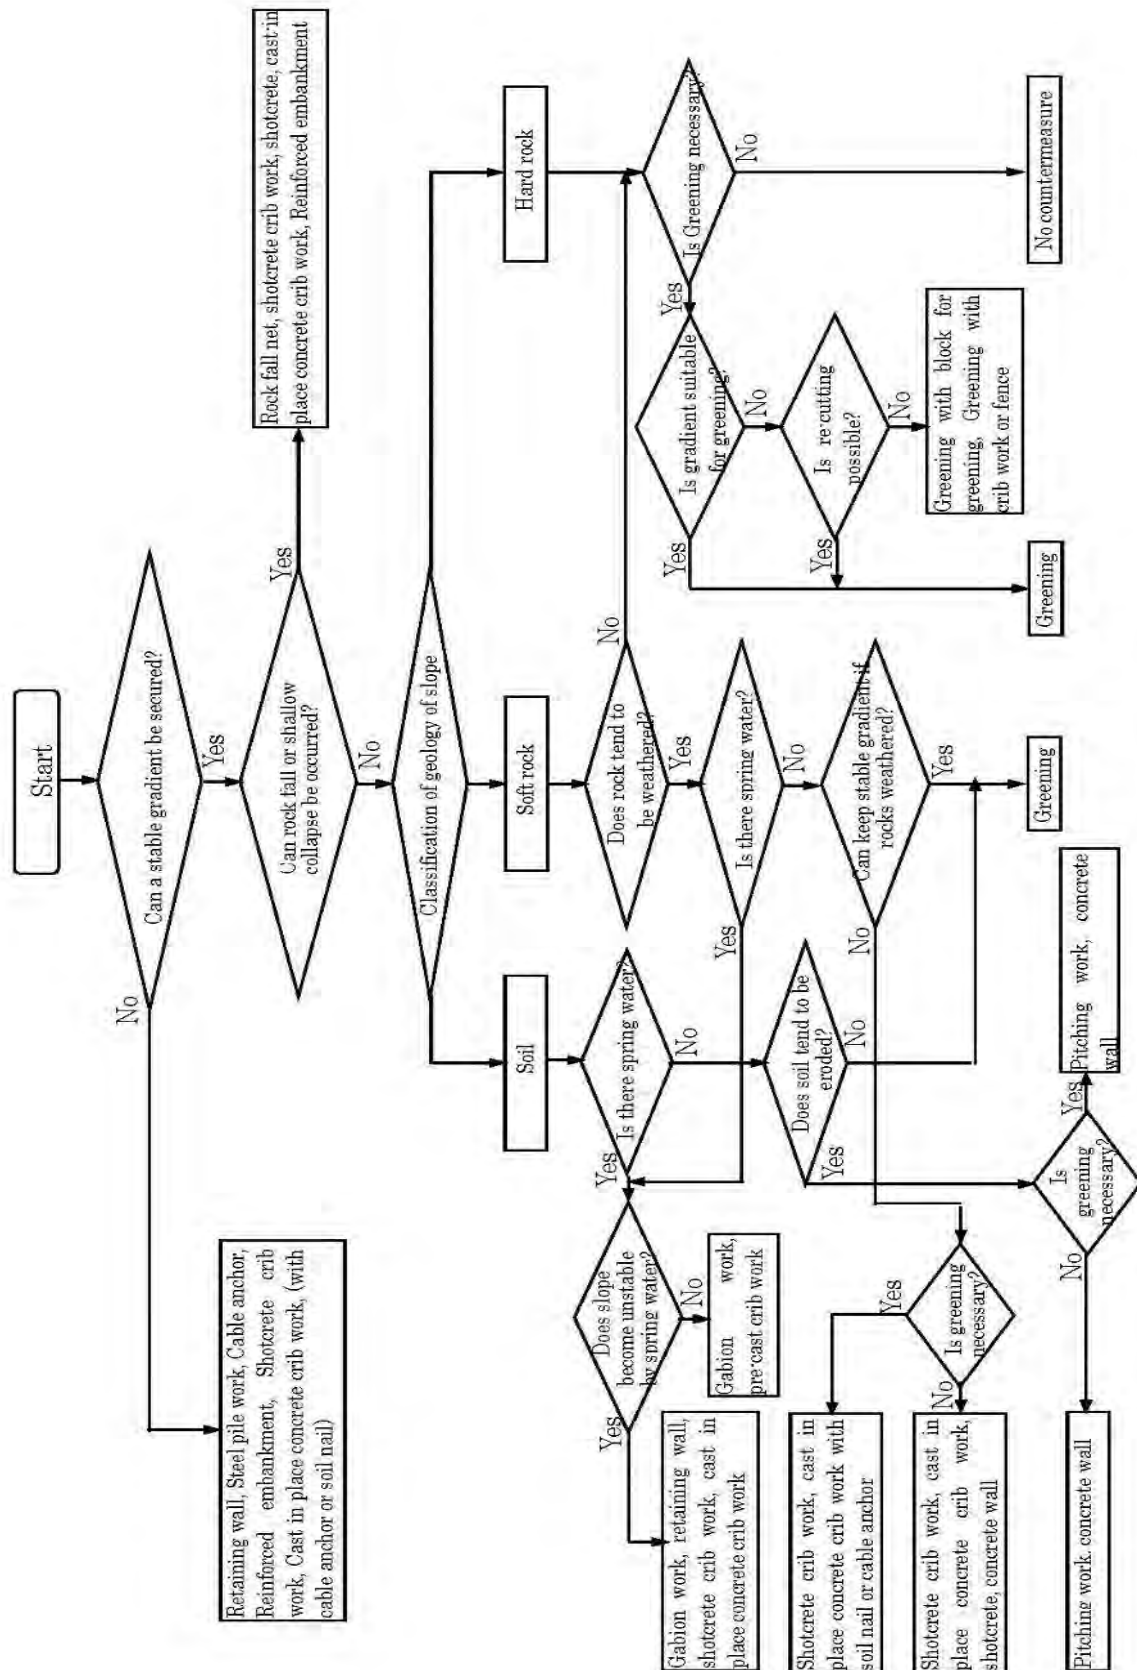 Start
Can a stable gradient be secured?
No
Yes
Retaining wall, Steel pile work, Cable anchor,
Reinforced embankment, Shotcrete crib
work, Cast in place concrete crib work, (with
cable anchor or soil nail)
Can rock fall or shallow
collapse be occurred?
Yes
No
Rock fall net, shotcrete crib work, shotcrete, cast-in
place concrete crib work, Reinforced embankment
Classification of geology of slope
Soil
Soft rock
Hard rock
Is there spring water?
Yes
No
Does rock tend to
be weathered?
No
Yes
Is Greening necessary?
Yes
No
Does slope
become unstable
by spring water?
Yes
No
Is there spring water?
Yes
No
Is gradient suitable
for greening?
Yes
No
Gabion work, retaining wall,
shotcrete crib work, cast in
place concrete crib work
Gabion work,
pre-cast crib work
Does soil tend to be
eroded?
Yes
No
Can keep stable gradient if
rocks weathered?
No
Yes
Is re-cutting
possible?
Yes
No
Shotcrete crib work, cast in
place concrete crib work with
soil nail or cable anchor
Yes
Is greening
necessary?
No
Shotcrete crib work, cast in
place concrete crib work,
shotcrete, concrete wall
Greening with block for
greening, Greening with
crib work or fence
Greening
Greening
No countermeasure
Pitching work, concrete wall
No
Is
greening
necessary?
Yes
Pitching work, concrete
wall